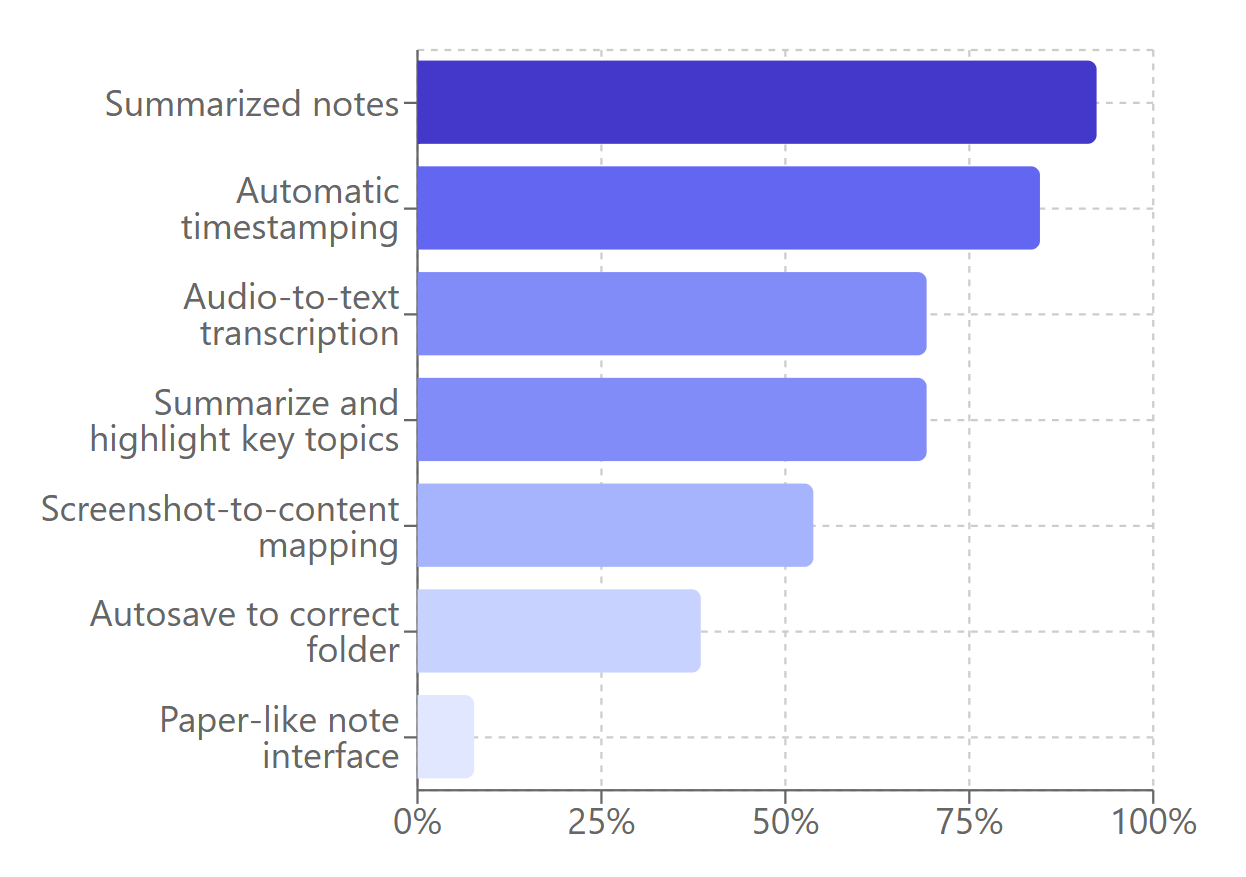 Summarized notes
Automatic
timestamping
Audio-to-text
transcription
Summarize and
highlight key topics
Screenshot-to-content
mapping
Autosave to correct
folder
Paper-like note
interface
0% 25% 50% 75% 100%